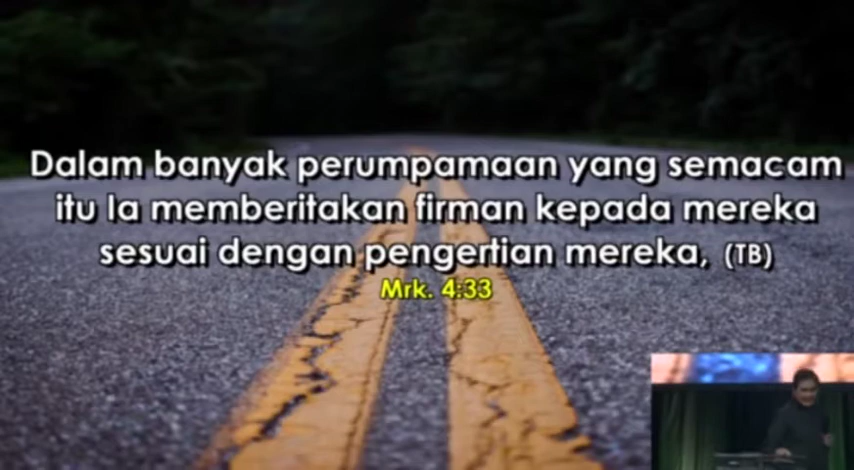 Dalam banyak perumpamaan yang semacam
itu Ia memberitakan firman kepada mereka
sesuai dengan pengertian mereka, (TB)
Mrk. 4:33